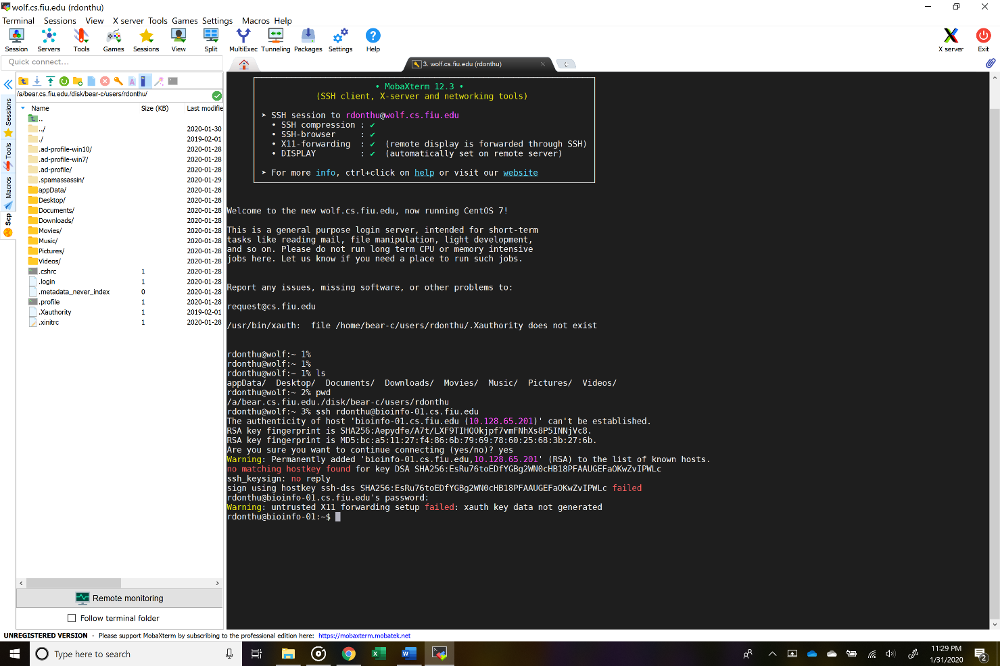 wolf.cs.fiu.edu (rdonthu)
Terminal Sessions View X server Tools Games Settings Macros Help
Session Servers Tools Games Sessions View Split MultiExec Tunneling Packages Settings Help X server Exit
Quick connect...
3. wolf.cs.fiu.edu (rdonthu)
/a/bear.cs.fiu.edu./disk/bear-c/users/rdonthu/
Name Size (KB) Last modifie
..
../ 2020-01-30
./ 2019-02-01
.ad-profile-win10/ 2020-01-28
.ad-profile-win7/ 2020-01-28
.ad-profile/ 2020-01-28
.spamassassin/ 2020-01-29
appData/ 2020-01-28
Desktop/ 2020-01-28
Documents/ 2020-01-28
Downloads/ 2020-01-28
Movies/ 2020-01-28
Music/ 2020-01-28
Pictures/ 2020-01-28
Videos/ 2020-01-28
.cshrc 1 2020-01-28
.login 1 2020-01-28
.metadata_never_index 0 2020-01-28
.profile 1 2020-01-28
.Xauthority 1 2019-02-01
.xinitrc 1 2020-01-28
Sessions
Tools
Macros
Scp
Remote monitoring
Follow terminal folder
• MobaXterm 12.3 •
(SSH client, X-server and networking tools)
➤ SSH session to rdonthu@wolf.cs.fiu.edu
• SSH compression : ✔
• SSH-browser : ✔
• X11-forwarding : ✔ (remote display is forwarded through SSH)
• DISPLAY : ✔ (automatically set on remote server)
➤ For more info, ctrl+click on help or visit our website
Welcome to the new wolf.cs.fiu.edu, now running CentOS 7!
This is a general purpose login server, intended for short-term
tasks like reading mail, file manipulation, light development,
and so on. Please do not run long term CPU or memory intensive
jobs here. Let us know if you need a place to run such jobs.
Report any issues, missing software, or other problems to:
request@cs.fiu.edu
/usr/bin/xauth:  file /home/bear-c/users/rdonthu/.Xauthority does not exist
rdonthu@wolf:~ 1%
rdonthu@wolf:~ 1%
rdonthu@wolf:~ 1% ls
appData/  Desktop/  Documents/  Downloads/  Movies/  Music/  Pictures/  Videos/
rdonthu@wolf:~ 2% pwd
/a/bear.cs.fiu.edu./disk/bear-c/users/rdonthu
rdonthu@wolf:~ 3% ssh rdonthu@bioinfo-01.cs.fiu.edu
The authenticity of host 'bioinfo-01.cs.fiu.edu (10.128.65.201)' can't be established.
RSA key fingerprint is SHA256:Aepydfe/A7t/LXF9TIHQOkjpf7vmFNhXs8P5INNjVc8.
RSA key fingerprint is MD5:bc:a5:11:27:f4:86:6b:79:69:78:60:25:68:3b:27:6b.
Are you sure you want to continue connecting (yes/no)? yes
Warning: Permanently added 'bioinfo-01.cs.fiu.edu,10.128.65.201' (RSA) to the list of known hosts.
no matching hostkey found for key DSA SHA256:EsRu76toEDfYGBg2WN0cHB18PFAAUGEFaOKwZvIPWLc
ssh_keysign: no reply
sign using hostkey ssh-dss SHA256:EsRu76toEDfYGBg2WN0cHB18PFAAUGEFaOKwZvIPWLc failed
rdonthu@bioinfo-01.cs.fiu.edu's password:
Warning: untrusted X11 forwarding setup failed: xauth key data not generated
rdonthu@bioinfo-01:~$
UNREGISTERED VERSION - Please support MobaXterm by subscribing to the professional edition here: https://mobaxterm.mobatek.net
Type here to search
11:29 PM
1/31/2020
2